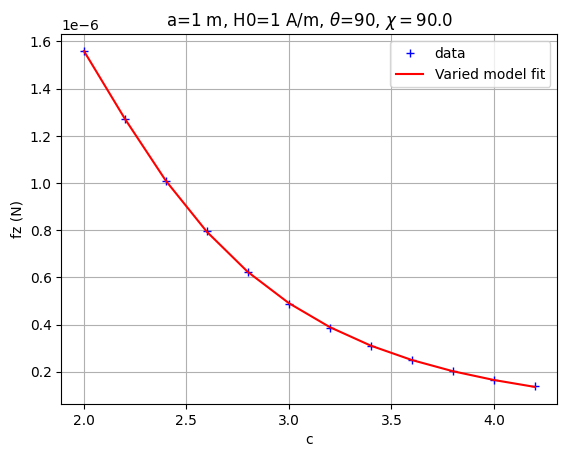 a=1 m, H0=1 A/m, θ=90, χ = 90.0
1e−6
1.6
1.4
1.2
1.0
0.8
0.6
0.4
0.2
fz (N)
data
Varied model fit
2.0 2.5 3.0 3.5 4.0
c